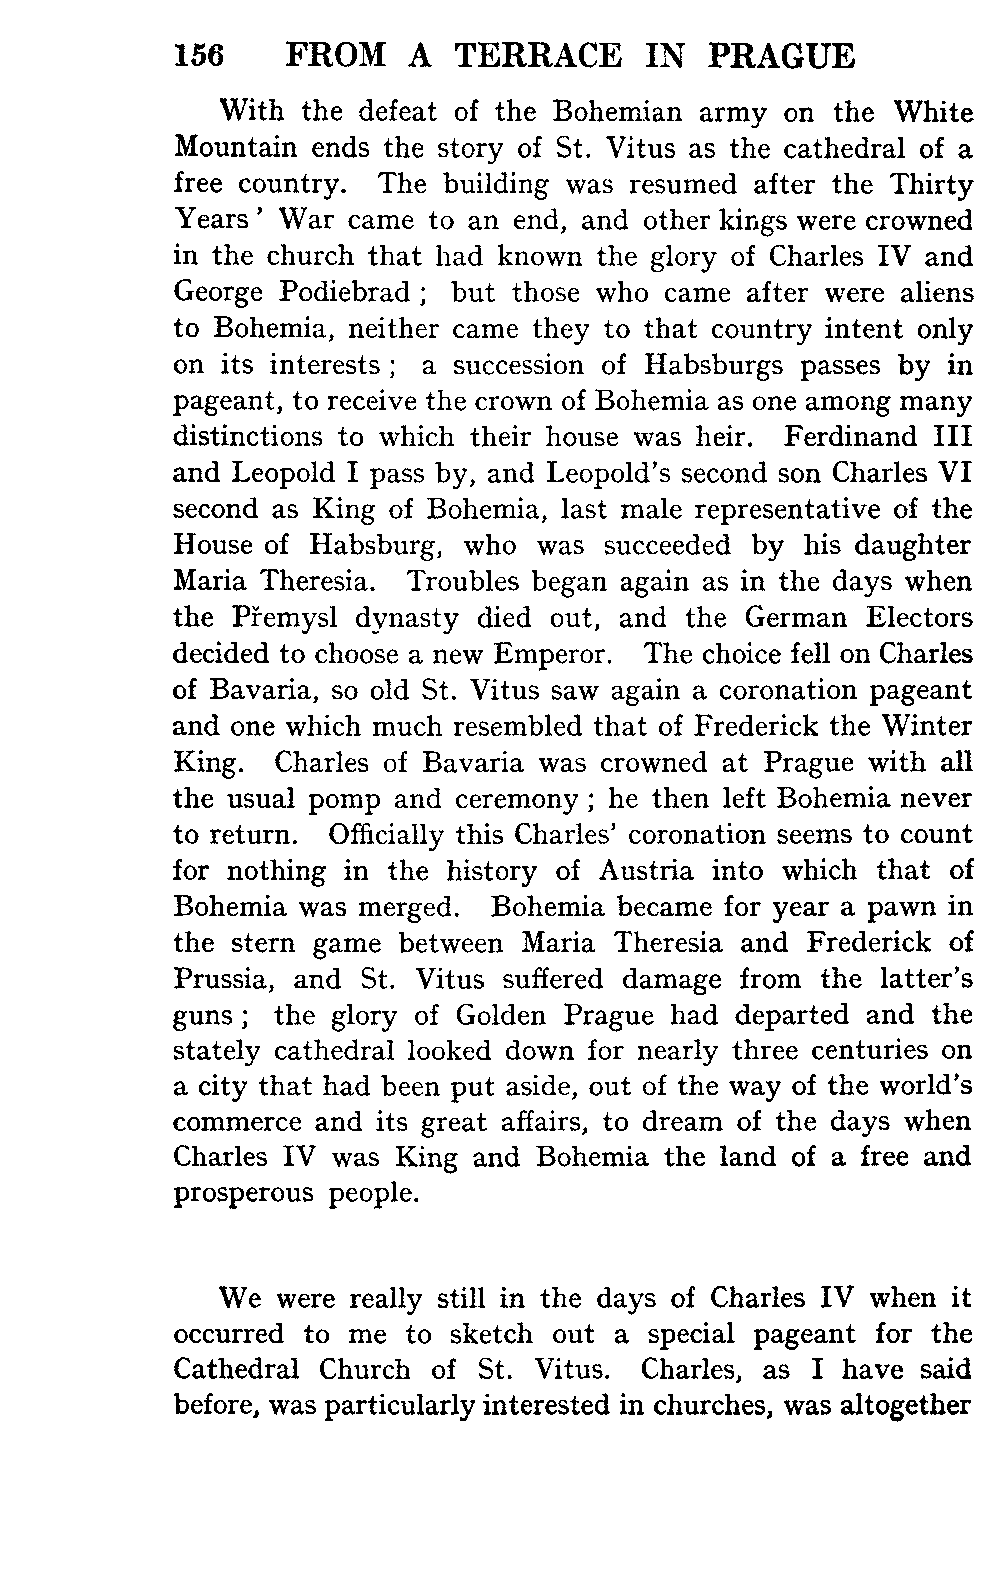 156 FROM A TERRACE IN PRAGUE
With the defeat of the Bohemian army on the White
Mountain ends the story of St. Vitus as the cathedral of a
free country. The building was resumed after the Thirty
Years' War came to an end, and other kings were crowned
in the church that had known the glory of Charles IV and
George Podiebrad ; but those who came after were aliens
to Bohemia, neither came they to that country intent only
on its interests ; a succession of Habsburgs passes by in
pageant, to receive the crown of Bohemia as one among many
distinctions to which their house was heir. Ferdinand III
and Leopold I pass by, and Leopold's second son Charles VI
second as King of Bohemia, last male representative of the
House of Habsburg, who was succeeded by his daughter
Maria Theresia. Troubles began again as in the days when
the Přemysl dynasty died out, and the German Electors
decided to choose a new Emperor. The choice fell on Charles
of Bavaria, so old St. Vitus saw again a coronation pageant
and one which much resembled that of Frederick the Winter
King. Charles of Bavaria was crowned at Prague with all
the usual pomp and ceremony ; he then left Bohemia never
to return. Officially this Charles' coronation seems to count
for nothing in the history of Austria into which that of
Bohemia was merged. Bohemia became for year a pawn in
the stern game between Maria Theresia and Frederick of
Prussia, and St. Vitus suffered damage from the latter's
guns ; the glory of Golden Prague had departed and the
stately cathedral looked down for nearly three centuries on
a city that had been put aside, out of the way of the world's
commerce and its great affairs, to dream of the days when
Charles IV was King and Bohemia the land of a free and
prosperous people.
We were really still in the days of Charles IV when it
occurred to me to sketch out a special pageant for the
Cathedral Church of St. Vitus. Charles, as I have said
before, was particularly interested in churches, was altogether